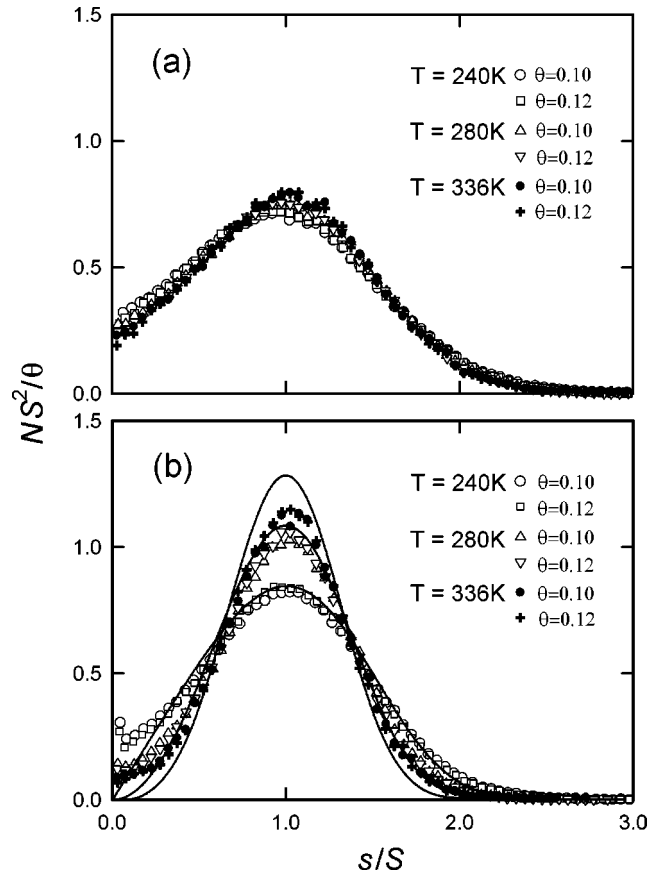 1.5
(a)
T = 240K ○ θ=0.10
□ θ=0.12
T = 280K △ θ=0.10
▽ θ=0.12
T = 336K ● θ=0.10
✚ θ=0.12
1.0
0.5
0.0
NS²/θ
1.5
(b)
T = 240K ○ θ=0.10
□ θ=0.12
T = 280K △ θ=0.10
▽ θ=0.12
T = 336K ● θ=0.10
✚ θ=0.12
1.0
0.5
0.0
0.0 1.0 2.0 3.0
s/S